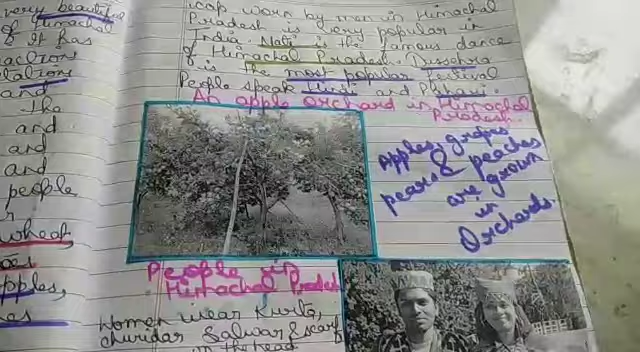 very beautiful
of Himachal
It has
and
The
and
and
and
people
wheat,
apples,
cap worn by men in Himachal
Pradesh is very popular in
India. Nati is the famous dance
of Himachal Pradesh. Dussehra
is the most popular festival
People speak Hindi and Pahari.
An apple orchard in Himachal
Pradesh.
Apples, grapes
pears & peaches
are grown
in
Orchards.
People in
Himachal Pradesh
Women wear Kurta,
churidar Salwar & scarf
on the head